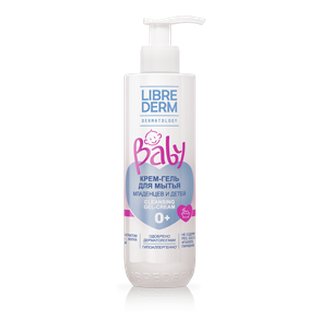 LIBRE
DERM
DERMATOLOGY
Baby
КРЕМ-ГЕЛЬ
ДЛЯ МЫТЬЯ
МЛАДЕНЦЕВ И ДЕТЕЙ
CLEANSING
GEL-CREAM
0+
ОДОБРЕНО
ДЕРМАТОЛОГАМИ
ГИПОАЛЛЕРГЕННО